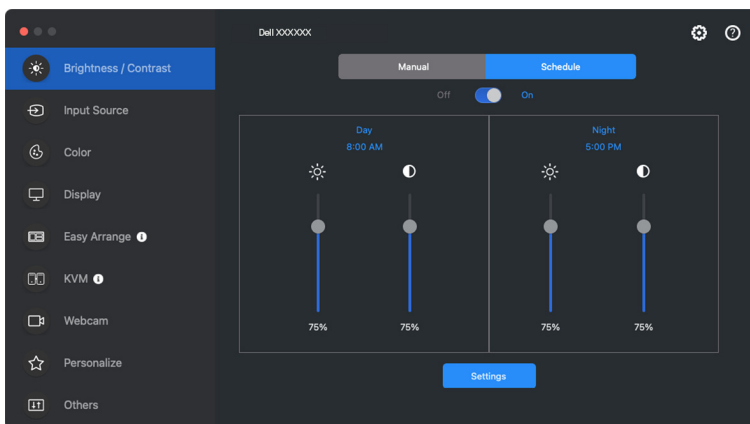 Dell XXXXXX
Brightness / Contrast
Input Source
Color
Display
Easy Arrange
KVM
Webcam
Personalize
Others
Manual Schedule
Off On
Day
8:00 AM
75% 75%
Night
5:00 PM
75% 75%
Settings